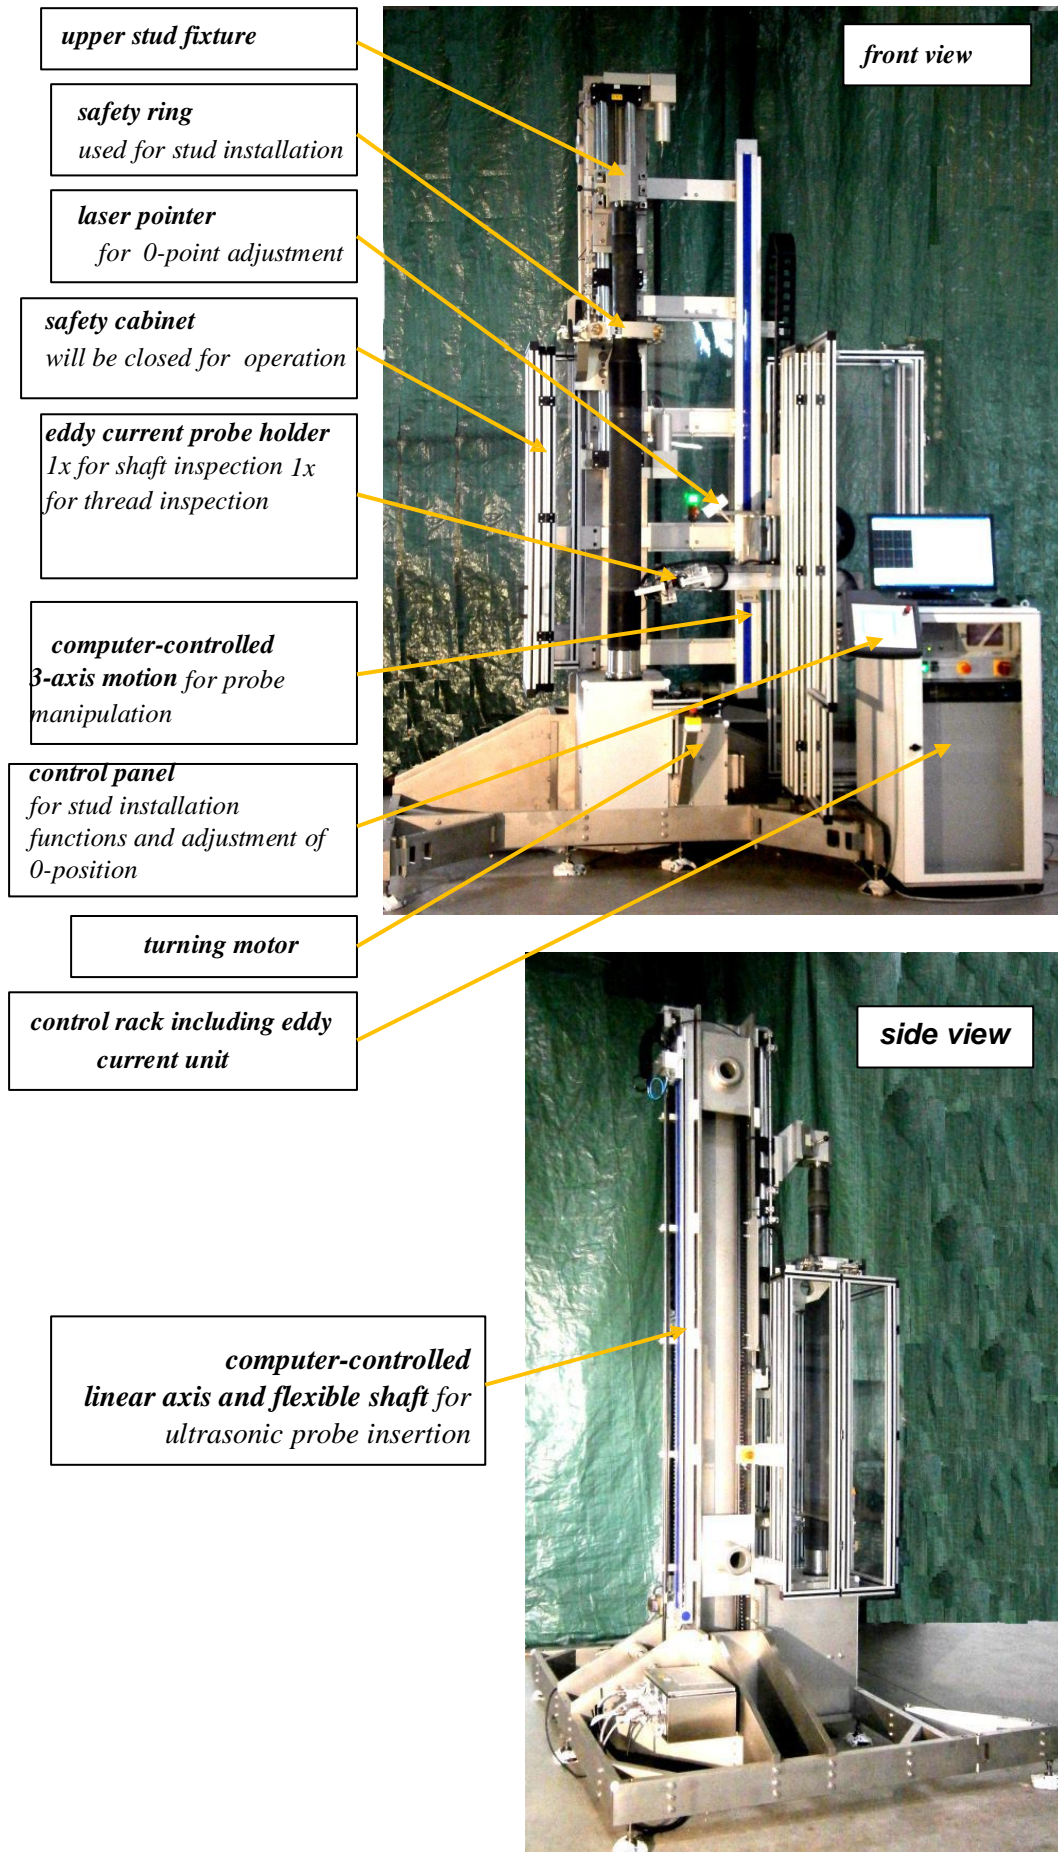 upper stud fixture
front view
safety ring
used for stud installation
laser pointer
for 0-point adjustment
safety cabinet
will be closed for operation
eddy current probe holder
1x for shaft inspection 1x
for thread inspection
computer-controlled
3-axis motion for probe
manipulation
control panel
for stud installation
functions and adjustment of
0-position
turning motor
control rack including eddy
current unit
side view
computer-controlled
linear axis and flexible shaft for
ultrasonic probe insertion